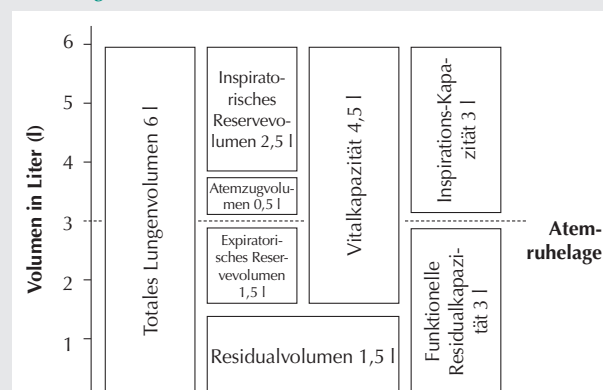 Volumen in Liter (l)
6
5
4
3
2
1
Totales Lungenvolumen 6 l
Inspirato-
risches
Reservevo-
lumen 2,5 l
Atemzugvolu-
men 0,5 l
Expiratori-
sches Reser-
vevolumen
1,5 l
Residualvolumen 1,5 l
Vitalkapazität 4,5 l
Inspirations-Kapa-
zität 3 l
Funktionelle
Residualkapazi-
tät 3 l
Atem-
ruhelage